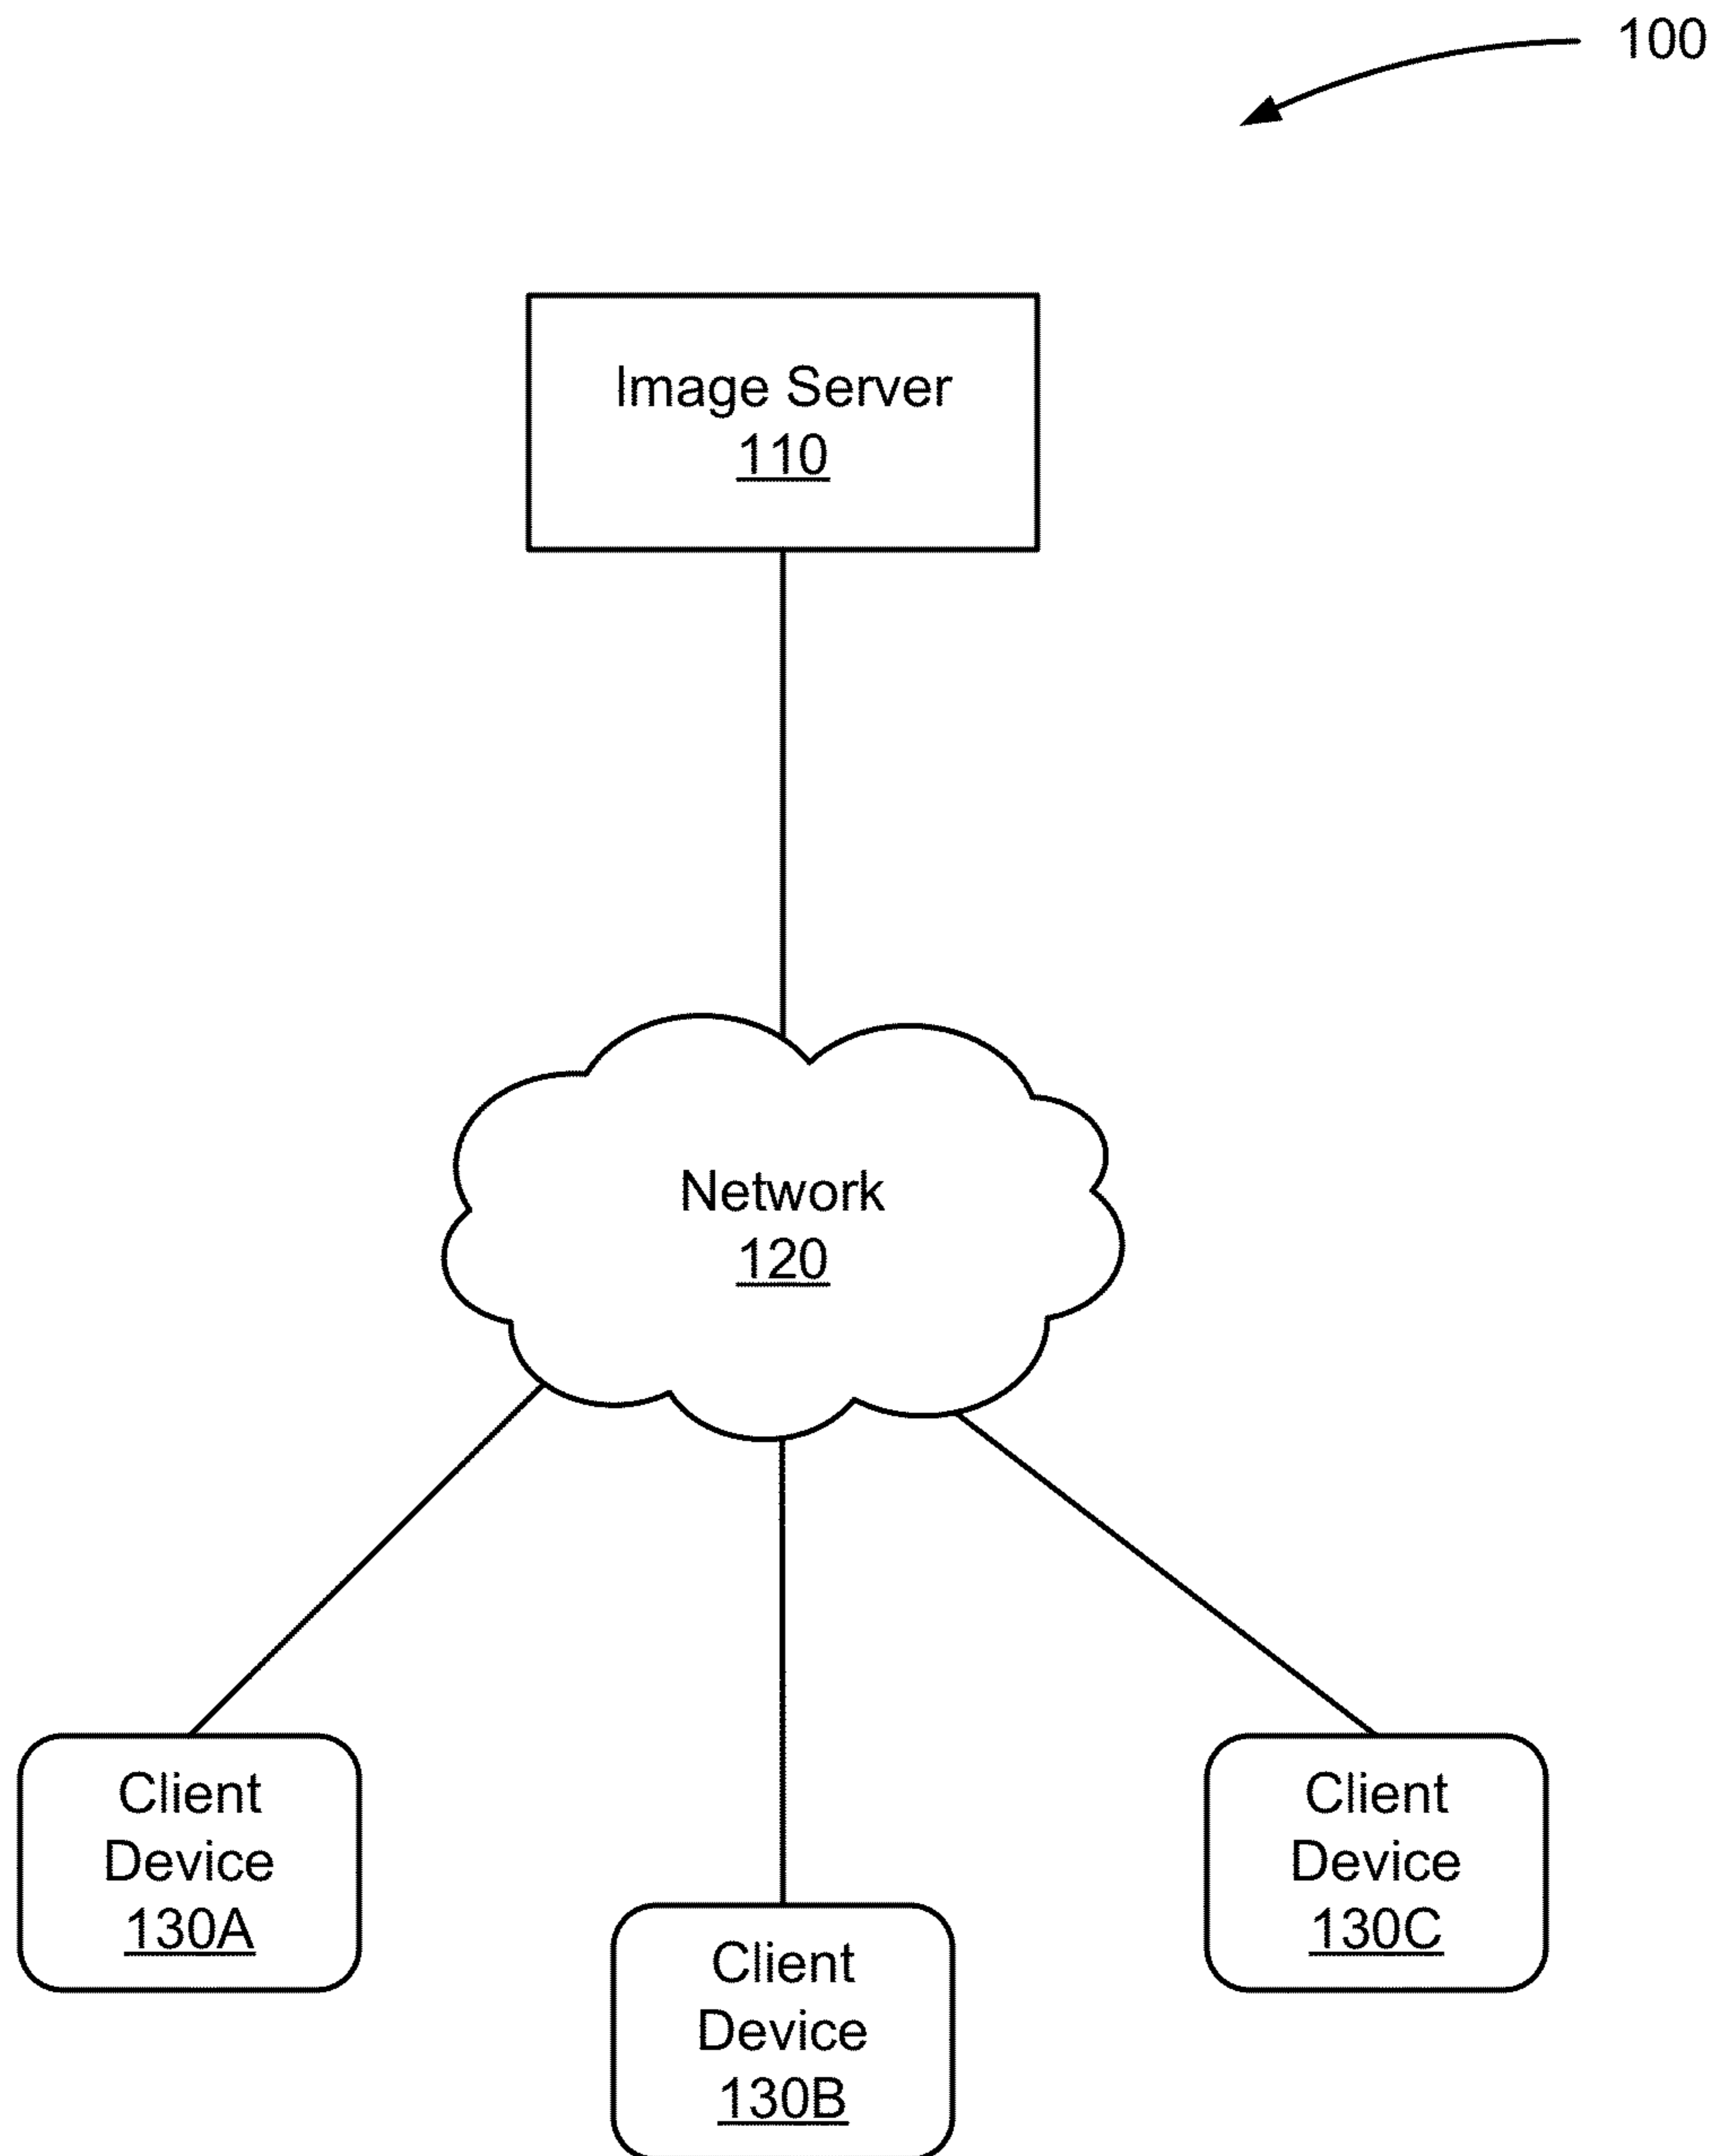 100
Image Server
110
Network
120
Client
Device
130A
Client
Device
130B
Client
Device
130C